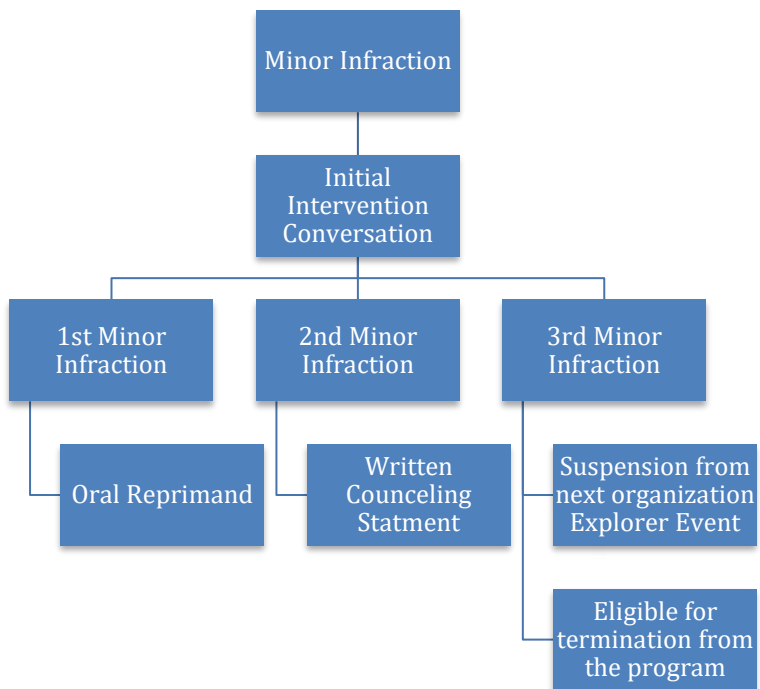 Minor Infraction
Initial
Intervention
Conversation
1st Minor
Infraction
2nd Minor
Infraction
3rd Minor
Infraction
Oral Reprimand
Written
Counceling
Statment
Suspension from
next organization
Explorer Event
Eligible for
termination from
the program